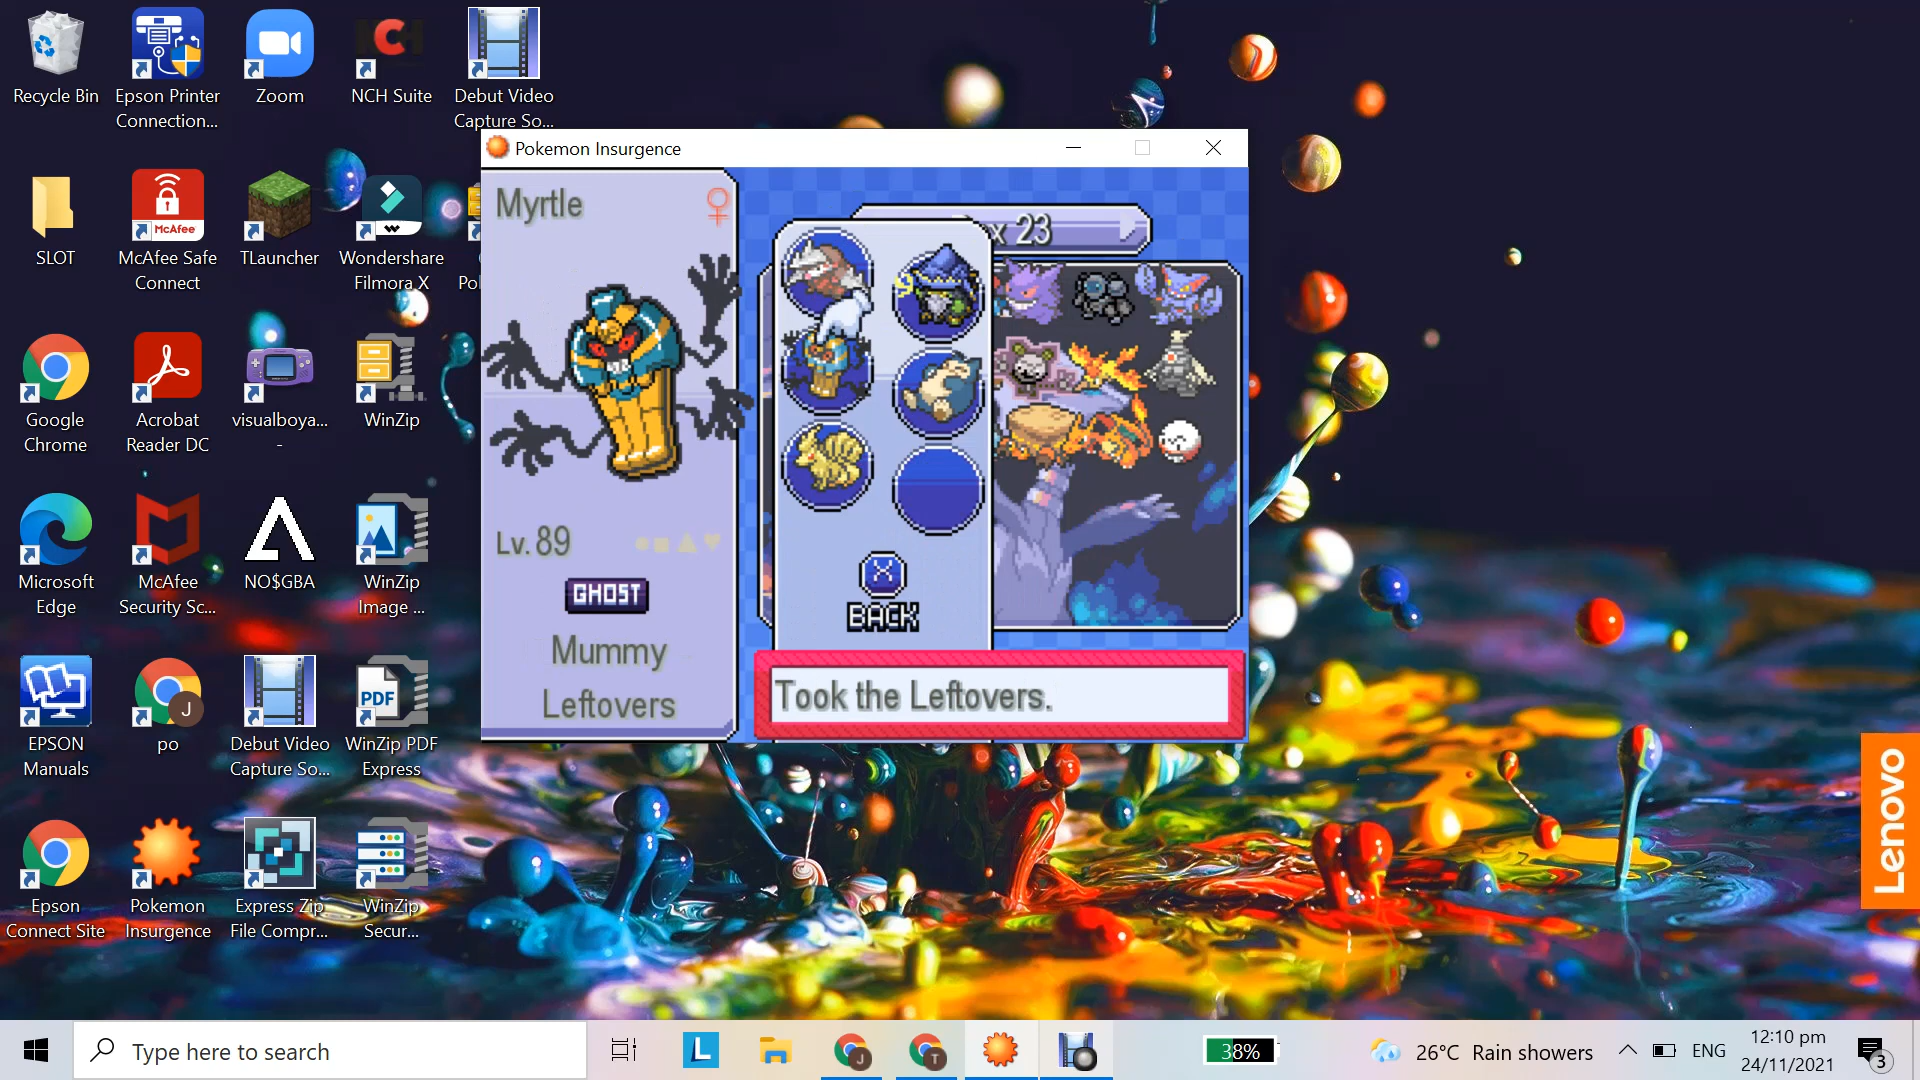 Recycle Bin
Epson Printer
Connection...
Zoom
NCH Suite
Debut Video
Capture So...
SLOT
McAfee
McAfee Safe
Connect
TLauncher
Wondershare
Filmora X
Google
Chrome
Acrobat
Reader DC
visualboya...
-
WinZip
Microsoft
Edge
McAfee
Security Sc...
NO$GBA
WinZip
Image ...
EPSON
Manuals
J
po
Debut Video
Capture So...
PDF
WinZip PDF
Express
Epson
Connect Site
Pokemon
Insurgence
Express Zip
File Compr...
WinZip
Secur...
Pokemon Insurgence
Myrtle
♀
Lv. 89
GHOST
Mummy
Leftovers
x 23
X
BACK
Took the Leftovers.
Lenovo
Type here to search
L
J
T
38%
26°C Rain showers
ENG
12:10 pm
24/11/2021
3